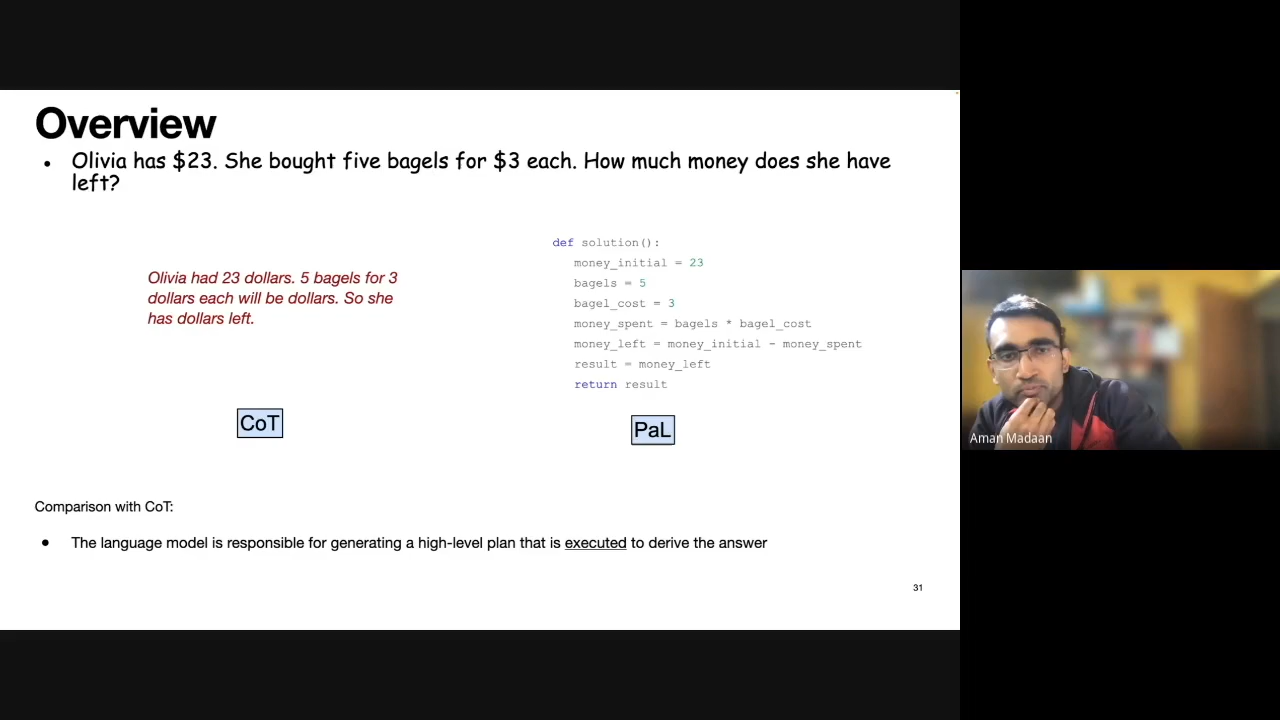 Overview
• Olivia has $23. She bought five bagels for $3 each. How much money does she have
left?
Olivia had 23 dollars. 5 bagels for 3
dollars each will be dollars. So she
has dollars left.
CoT
def solution():
money_initial = 23
bagels = 5
bagel_cost = 3
money_spent = bagels * bagel_cost
money_left = money_initial - money_spent
result = money_left
return result
PaL
Comparison with CoT:
• The language model is responsible for generating a high-level plan that is executed to derive the answer
31
Aman Madaan